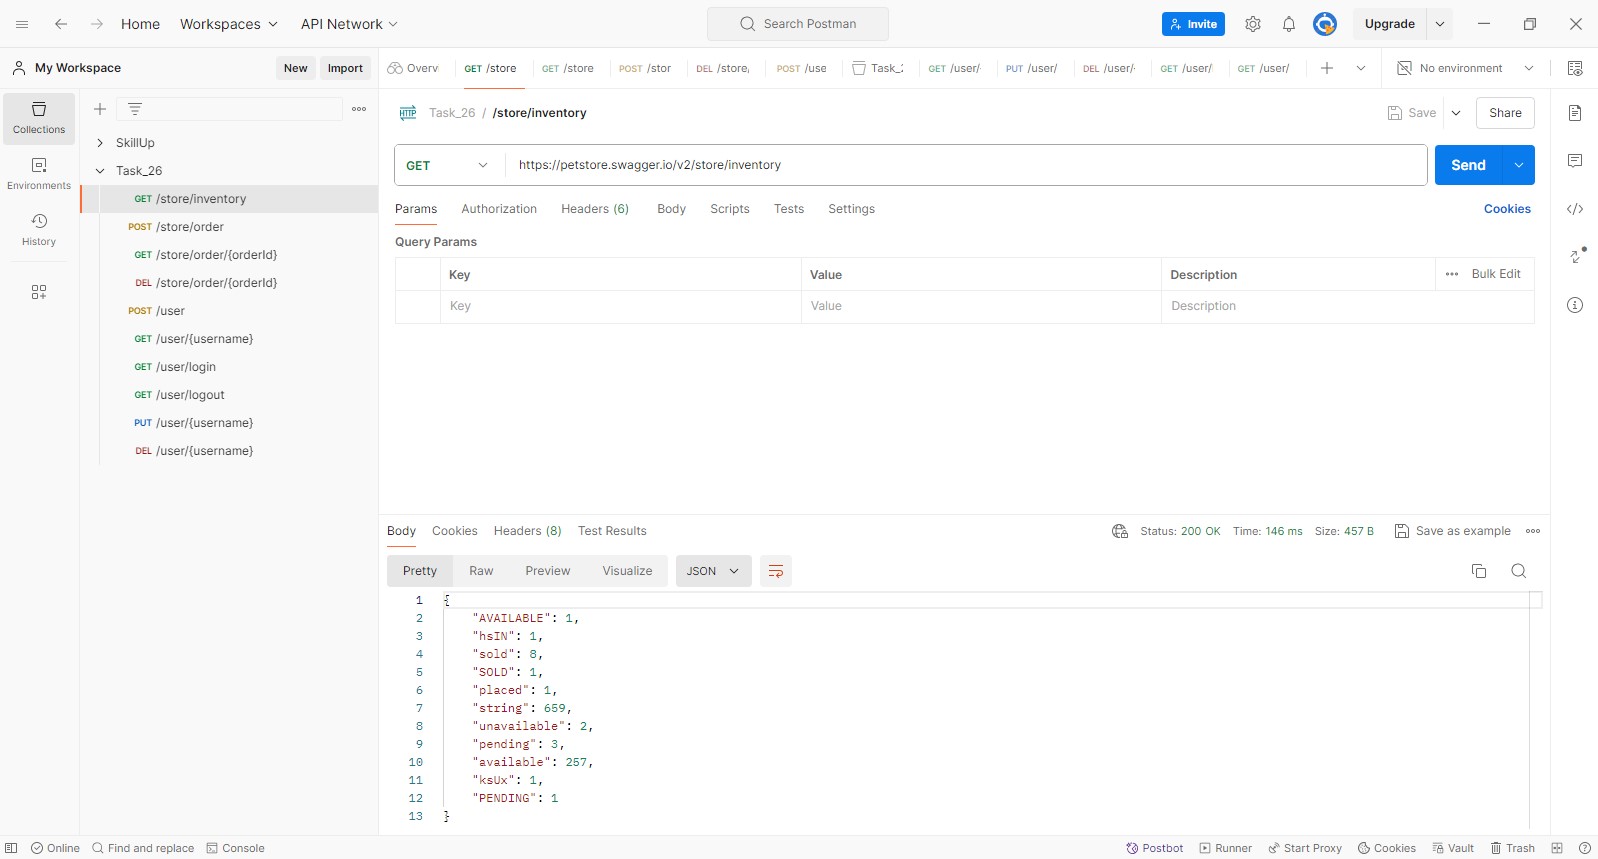 Home Workspaces API Network Search Postman Invite Upgrade
My Workspace New Import
Overv GET /store GET /store POST /stor DEL /store, POST /use Task_2 GET /user/ PUT /user/ DEL /user/ GET /user/ GET /user/ No environment
Collections
Environments
History
SkillUp
Task_26
GET /store/inventory
POST /store/order
GET /store/order/{orderId}
DEL /store/order/{orderId}
POST /user
GET /user/{username}
GET /user/login
GET /user/logout
PUT /user/{username}
DEL /user/{username}
HTTP Task_26 / /store/inventory Save Share
GET https://petstore.swagger.io/v2/store/inventory Send
Params Authorization Headers (6) Body Scripts Tests Settings Cookies
Query Params
Key Value Description Bulk Edit
Key Value Description
Body Cookies Headers (8) Test Results Status: 200 OK Time: 146 ms Size: 457 B Save as example
Pretty Raw Preview Visualize JSON
1 {
2 "AVAILABLE": 1,
3 "hsIN": 1,
4 "sold": 8,
5 "SOLD": 1,
6 "placed": 1,
7 "string": 659,
8 "unavailable": 2,
9 "pending": 3,
10 "available": 257,
11 "ksUx": 1,
12 "PENDING": 1
13 }
Online Find and replace Console Postbot Runner Start Proxy Cookies Vault Trash